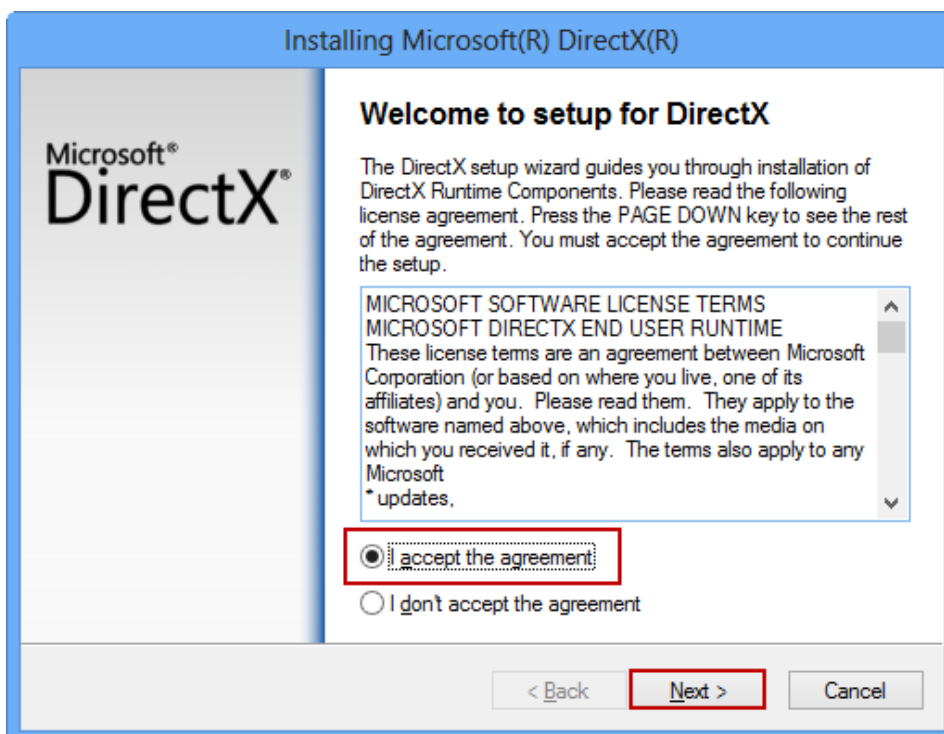 Installing Microsoft(R) DirectX(R)
Microsoft®
DirectX®
Welcome to setup for DirectX
The DirectX setup wizard guides you through installation of
DirectX Runtime Components. Please read the following
license agreement. Press the PAGE DOWN key to see the rest
of the agreement. You must accept the agreement to continue
the setup.
MICROSOFT SOFTWARE LICENSE TERMS
MICROSOFT DIRECTX END USER RUNTIME
These license terms are an agreement between Microsoft
Corporation (or based on where you live, one of its
affiliates) and you.  Please read them.  They apply to the
software named above, which includes the media on
which you received it, if any.  The terms also apply to any
Microsoft
* updates,
I accept the agreement
I don't accept the agreement
< Back
Next >
Cancel